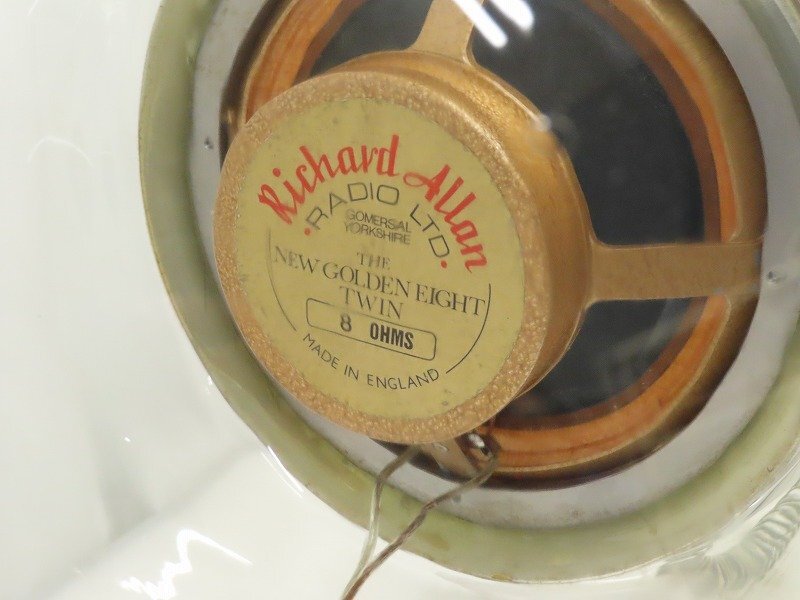 Richard Allan
· RADIO LTD. ·
GOMERSAL
YORKSHIRE
THE
NEW GOLDEN EIGHT
TWIN
8 OHMS
MADE IN ENGLAND